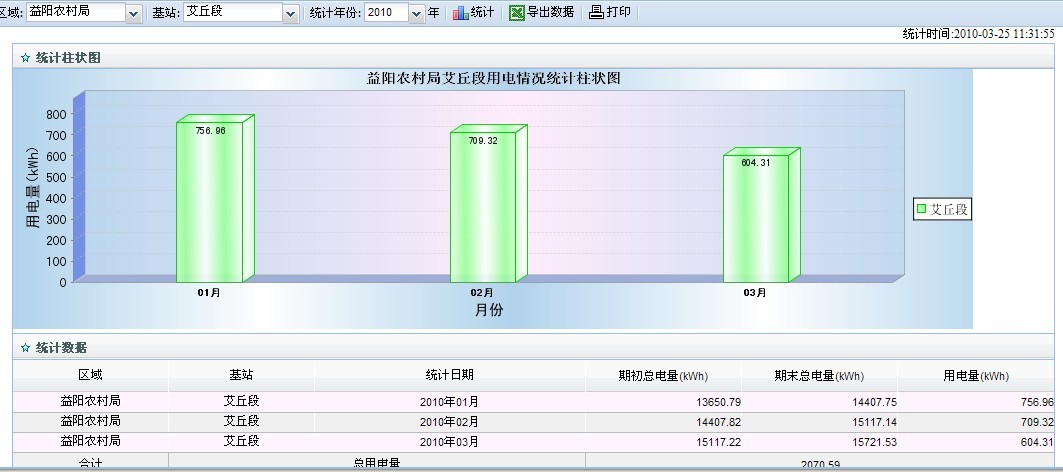 区域: 益阳农村局 基站: 艾丘段 统计年份: 2010 年 统计 导出数据 打印
统计时间:2010-03-25 11:31:55
☆ 统计柱状图
益阳农村局艾丘段用电情况统计柱状图
用电量(kWh)
800
700
600
500
400
300
200
100
0
756.96
709.32
604.31
01月 02月 03月
月份
艾丘段
☆ 统计数据
区域 基站 统计日期 期初总电量(kWh) 期末总电量(kWh) 用电量(kWh)
益阳农村局 艾丘段 2010年01月 13650.79 14407.75 756.96
益阳农村局 艾丘段 2010年02月 14407.82 15117.14 709.32
益阳农村局 艾丘段 2010年03月 15117.22 15721.53 604.31
合计 总用电量 2070.59